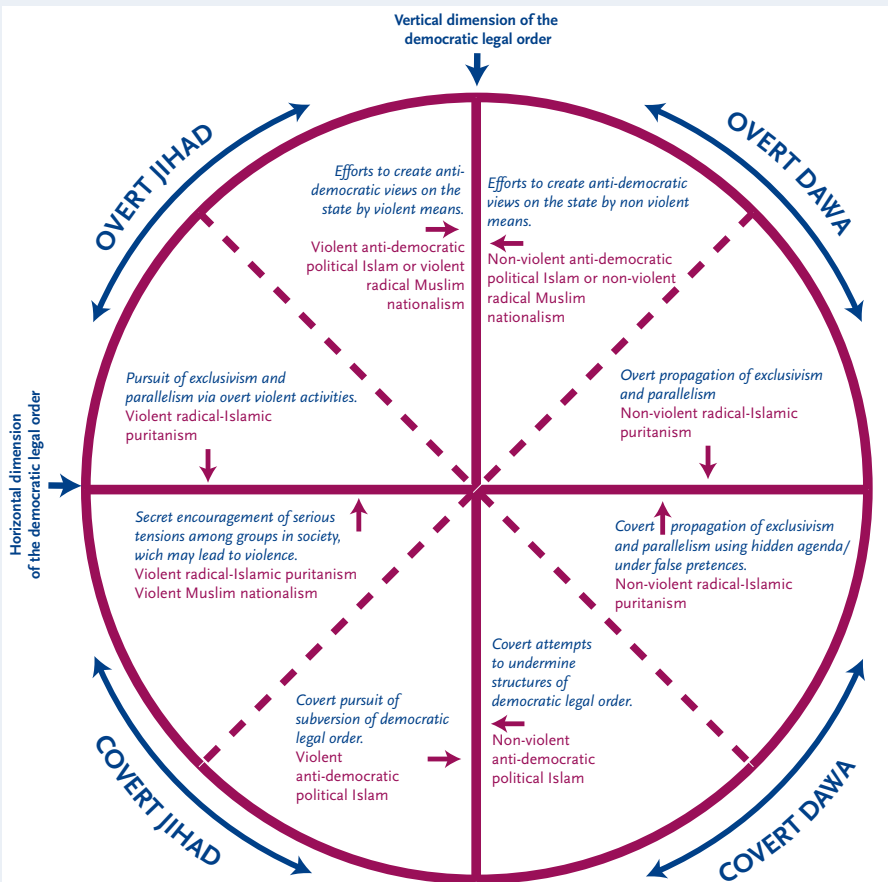 Vertical dimension of the
democratic legal order
OVERT JIHAD
OVERT DAWA
Efforts to create anti-
democratic views on the
state by violent means.
Violent anti-democratic
political Islam or violent
radical Muslim
nationalism
Efforts to create anti-democratic
views on the state by non violent
means.
Non-violent anti-democratic
political Islam or non-violent
radical Muslim
nationalism
Pursuit of exclusivism and
parallelism via overt violent activities.
Violent radical-Islamic
puritanism
Overt propagation of exclusivism
and parallelism
Non-violent radical-Islamic
puritanism
Horizontal dimension
of the democratic legal order
Secret encouragement of serious
tensions among groups in society,
wich may lead to violence.
Violent radical-Islamic puritanism
Violent Muslim nationalism
Covert propagation of exclusivism
and parallelism using hidden agenda/
under false pretences.
Non-violent radical-Islamic
puritanism
Covert pursuit of
subversion of democratic
legal order.
Violent
anti-democratic
political Islam
Covert attempts
to undermine
structures of
democratic legal order.
Non-violent
anti-democratic
political Islam
COVERT JIHAD
COVERT DAWA